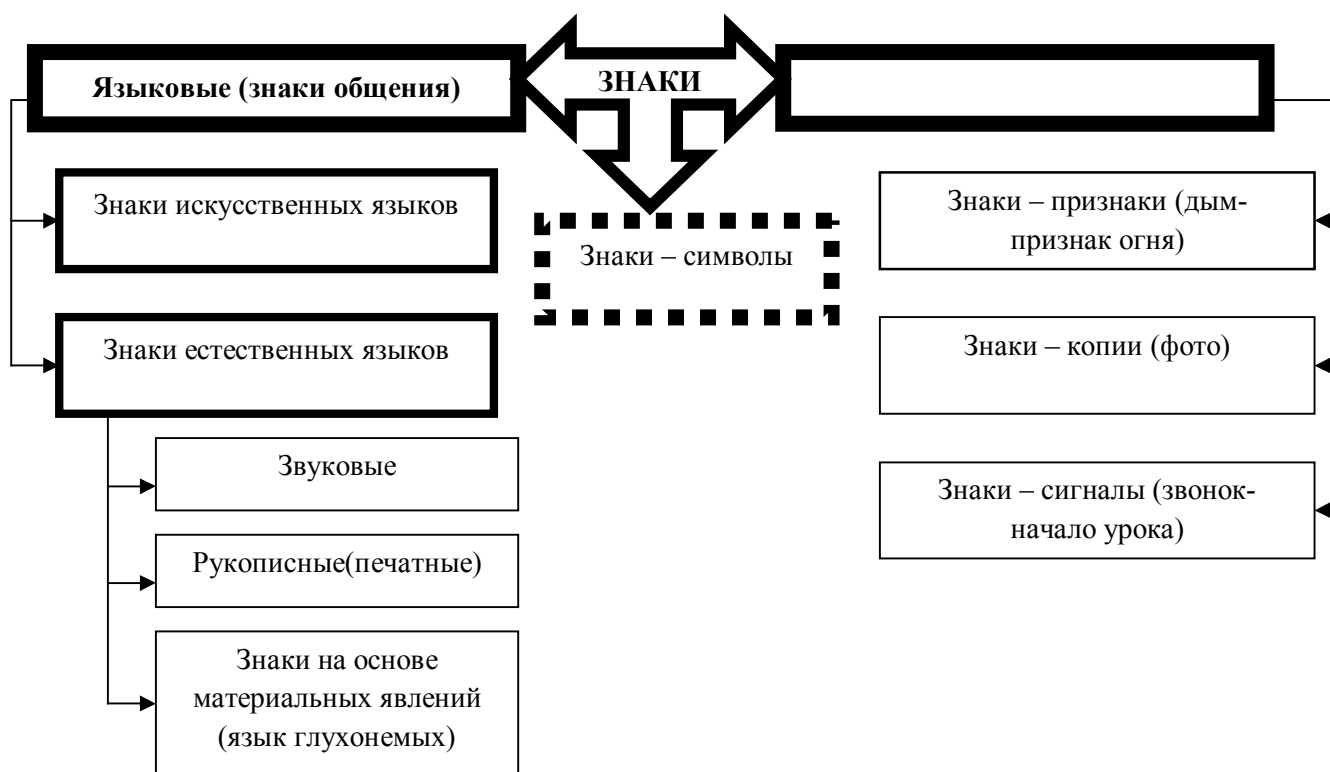 Языковые (знаки общения)
ЗНАКИ
Знаки искусственных языков
Знаки естественных языков
Звуковые
Рукописные(печатные)
Знаки на основе
материальных явлений
(язык глухонемых)
Знаки – символы
Знаки – признаки (дым-
признак огня)
Знаки – копии (фото)
Знаки – сигналы (звонок-
начало урока)